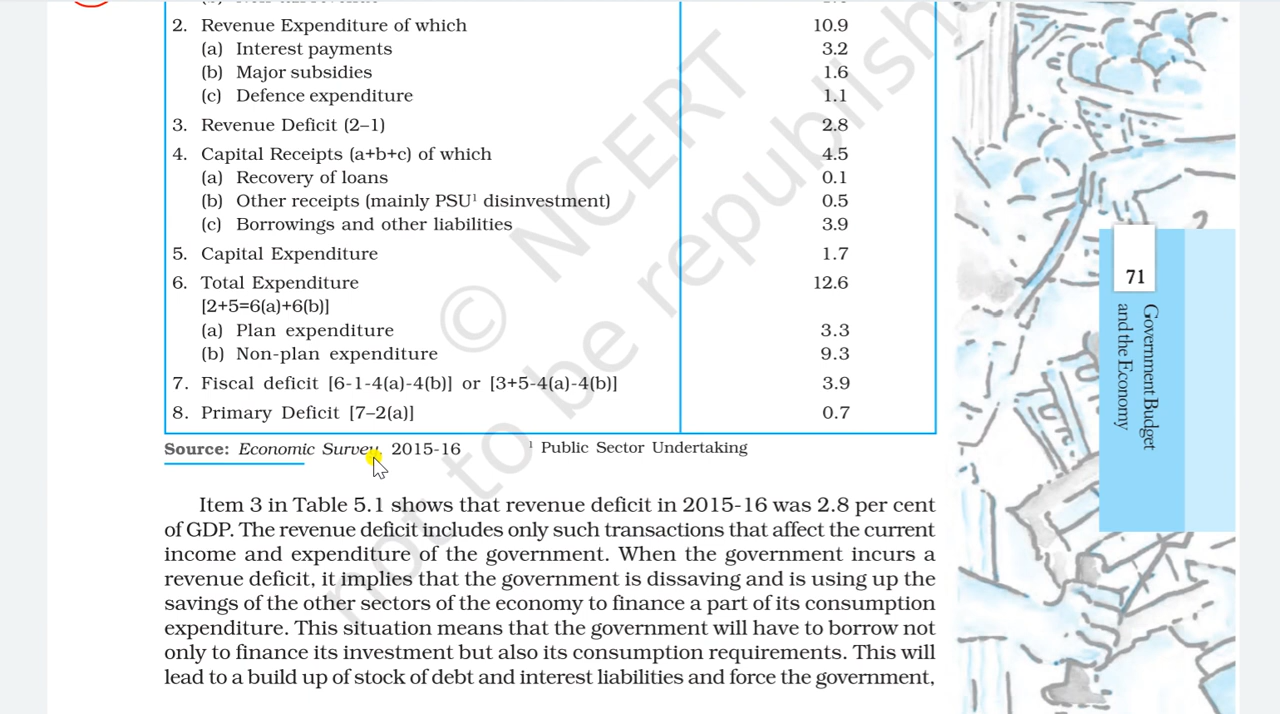 2. Revenue Expenditure of which 10.9
(a) Interest payments 3.2
(b) Major subsidies 1.6
(c) Defence expenditure 1.1
3. Revenue Deficit (2–1) 2.8
4. Capital Receipts (a+b+c) of which 4.5
(a) Recovery of loans 0.1
(b) Other receipts (mainly PSU¹ disinvestment) 0.5
(c) Borrowings and other liabilities 3.9
5. Capital Expenditure 1.7
6. Total Expenditure 12.6
[2+5=6(a)+6(b)]
(a) Plan expenditure 3.3
(b) Non-plan expenditure 9.3
7. Fiscal deficit [6-1-4(a)-4(b)] or [3+5-4(a)-4(b)] 3.9
8. Primary Deficit [7–2(a)] 0.7
Source: Economic Survey, 2015-16 ¹ Public Sector Undertaking
Item 3 in Table 5.1 shows that revenue deficit in 2015-16 was 2.8 per cent
of GDP. The revenue deficit includes only such transactions that affect the current
income and expenditure of the government. When the government incurs a
revenue deficit, it implies that the government is dissaving and is using up the
savings of the other sectors of the economy to finance a part of its consumption
expenditure. This situation means that the government will have to borrow not
only to finance its investment but also its consumption requirements. This will
lead to a build up of stock of debt and interest liabilities and force the government,
71
Government Budget
and the Economy
© NCERT
not to be republish